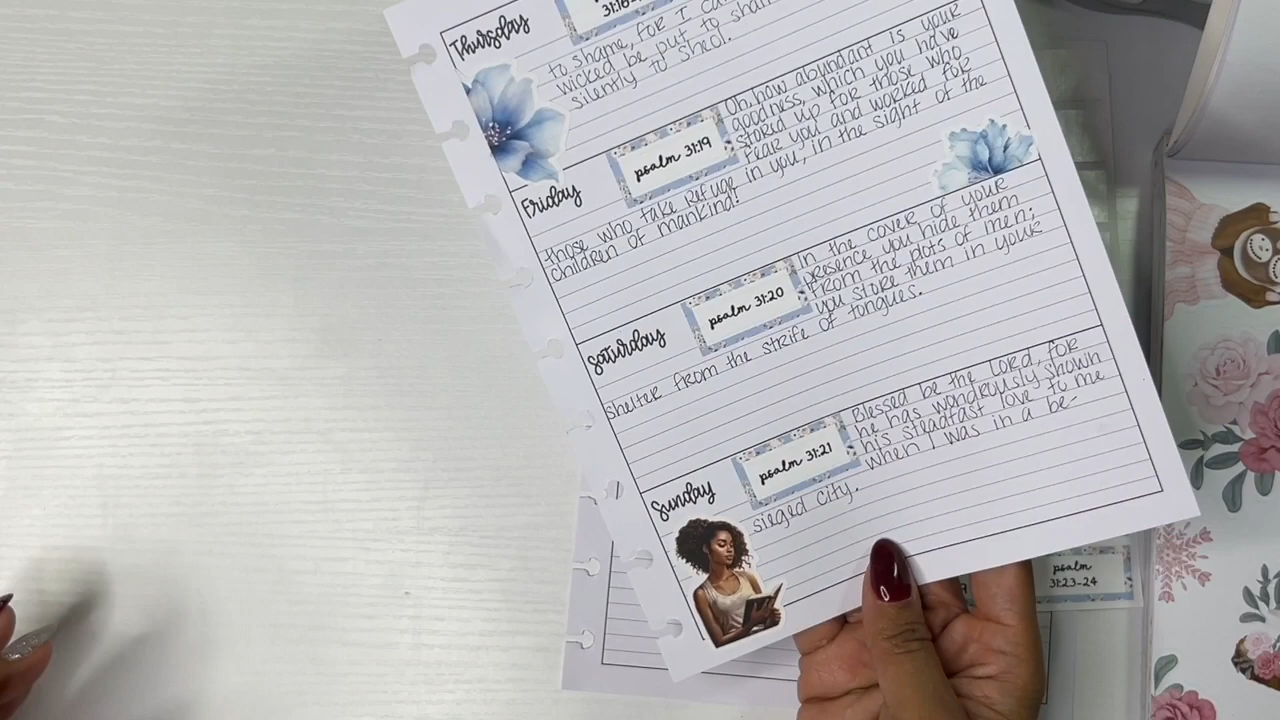 Thursday
31:16-
to shame, for I ca
wicked be put to sham
silently to Sheol.
Friday
psalm 31:19
Oh, how abundant is your
goodness, which you have
stored up for those who
fear you and worked for
those who take refuge in you, in the sight of the
children of mankind!
Saturday
psalm 31:20
In the cover of your
presence you hide them
from the plots of men;
you store them in your
shelter from the strife of tongues.
Sunday
psalm 31:21
Blessed be the Lord, for
he has wondrously shown
his steadfast love to me
when I was in a be-
sieged city.
psalm
31:23-24